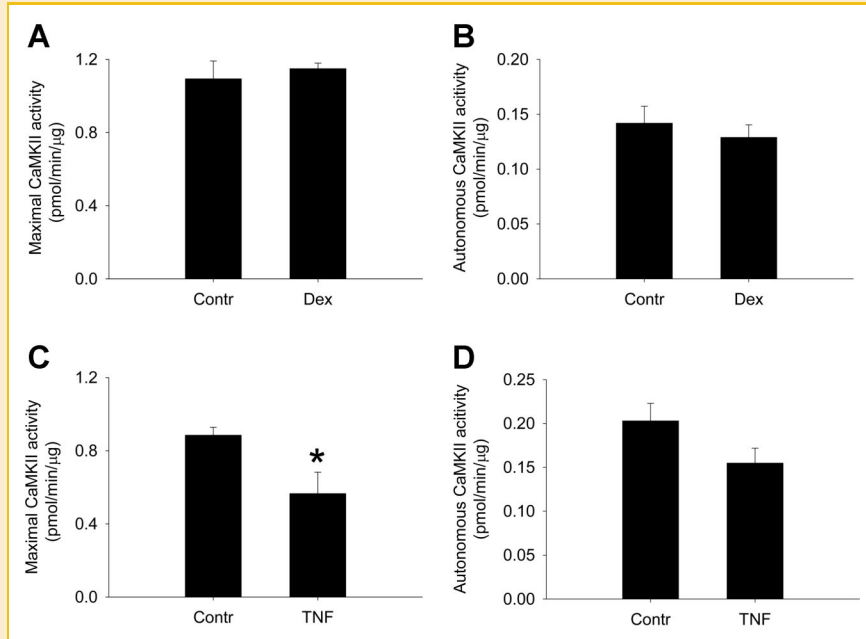 A
Maximal CaMKII activity
(pmol/min/µg)
1.2
0.8
0.4
0.0
Contr Dex
B
Autonomous CaMKII acitivity
(pmol/min/µg)
0.20
0.15
0.10
0.05
0.00
Contr Dex
C
Maximal CaMKII acitivity
(pmol/min/µg)
1.2
0.8
0.4
0.0
*
Contr TNF
D
Autonomous CaMKII acitivity
(pmol/min/µg)
0.25
0.20
0.15
0.10
0.05
0.00
Contr TNF